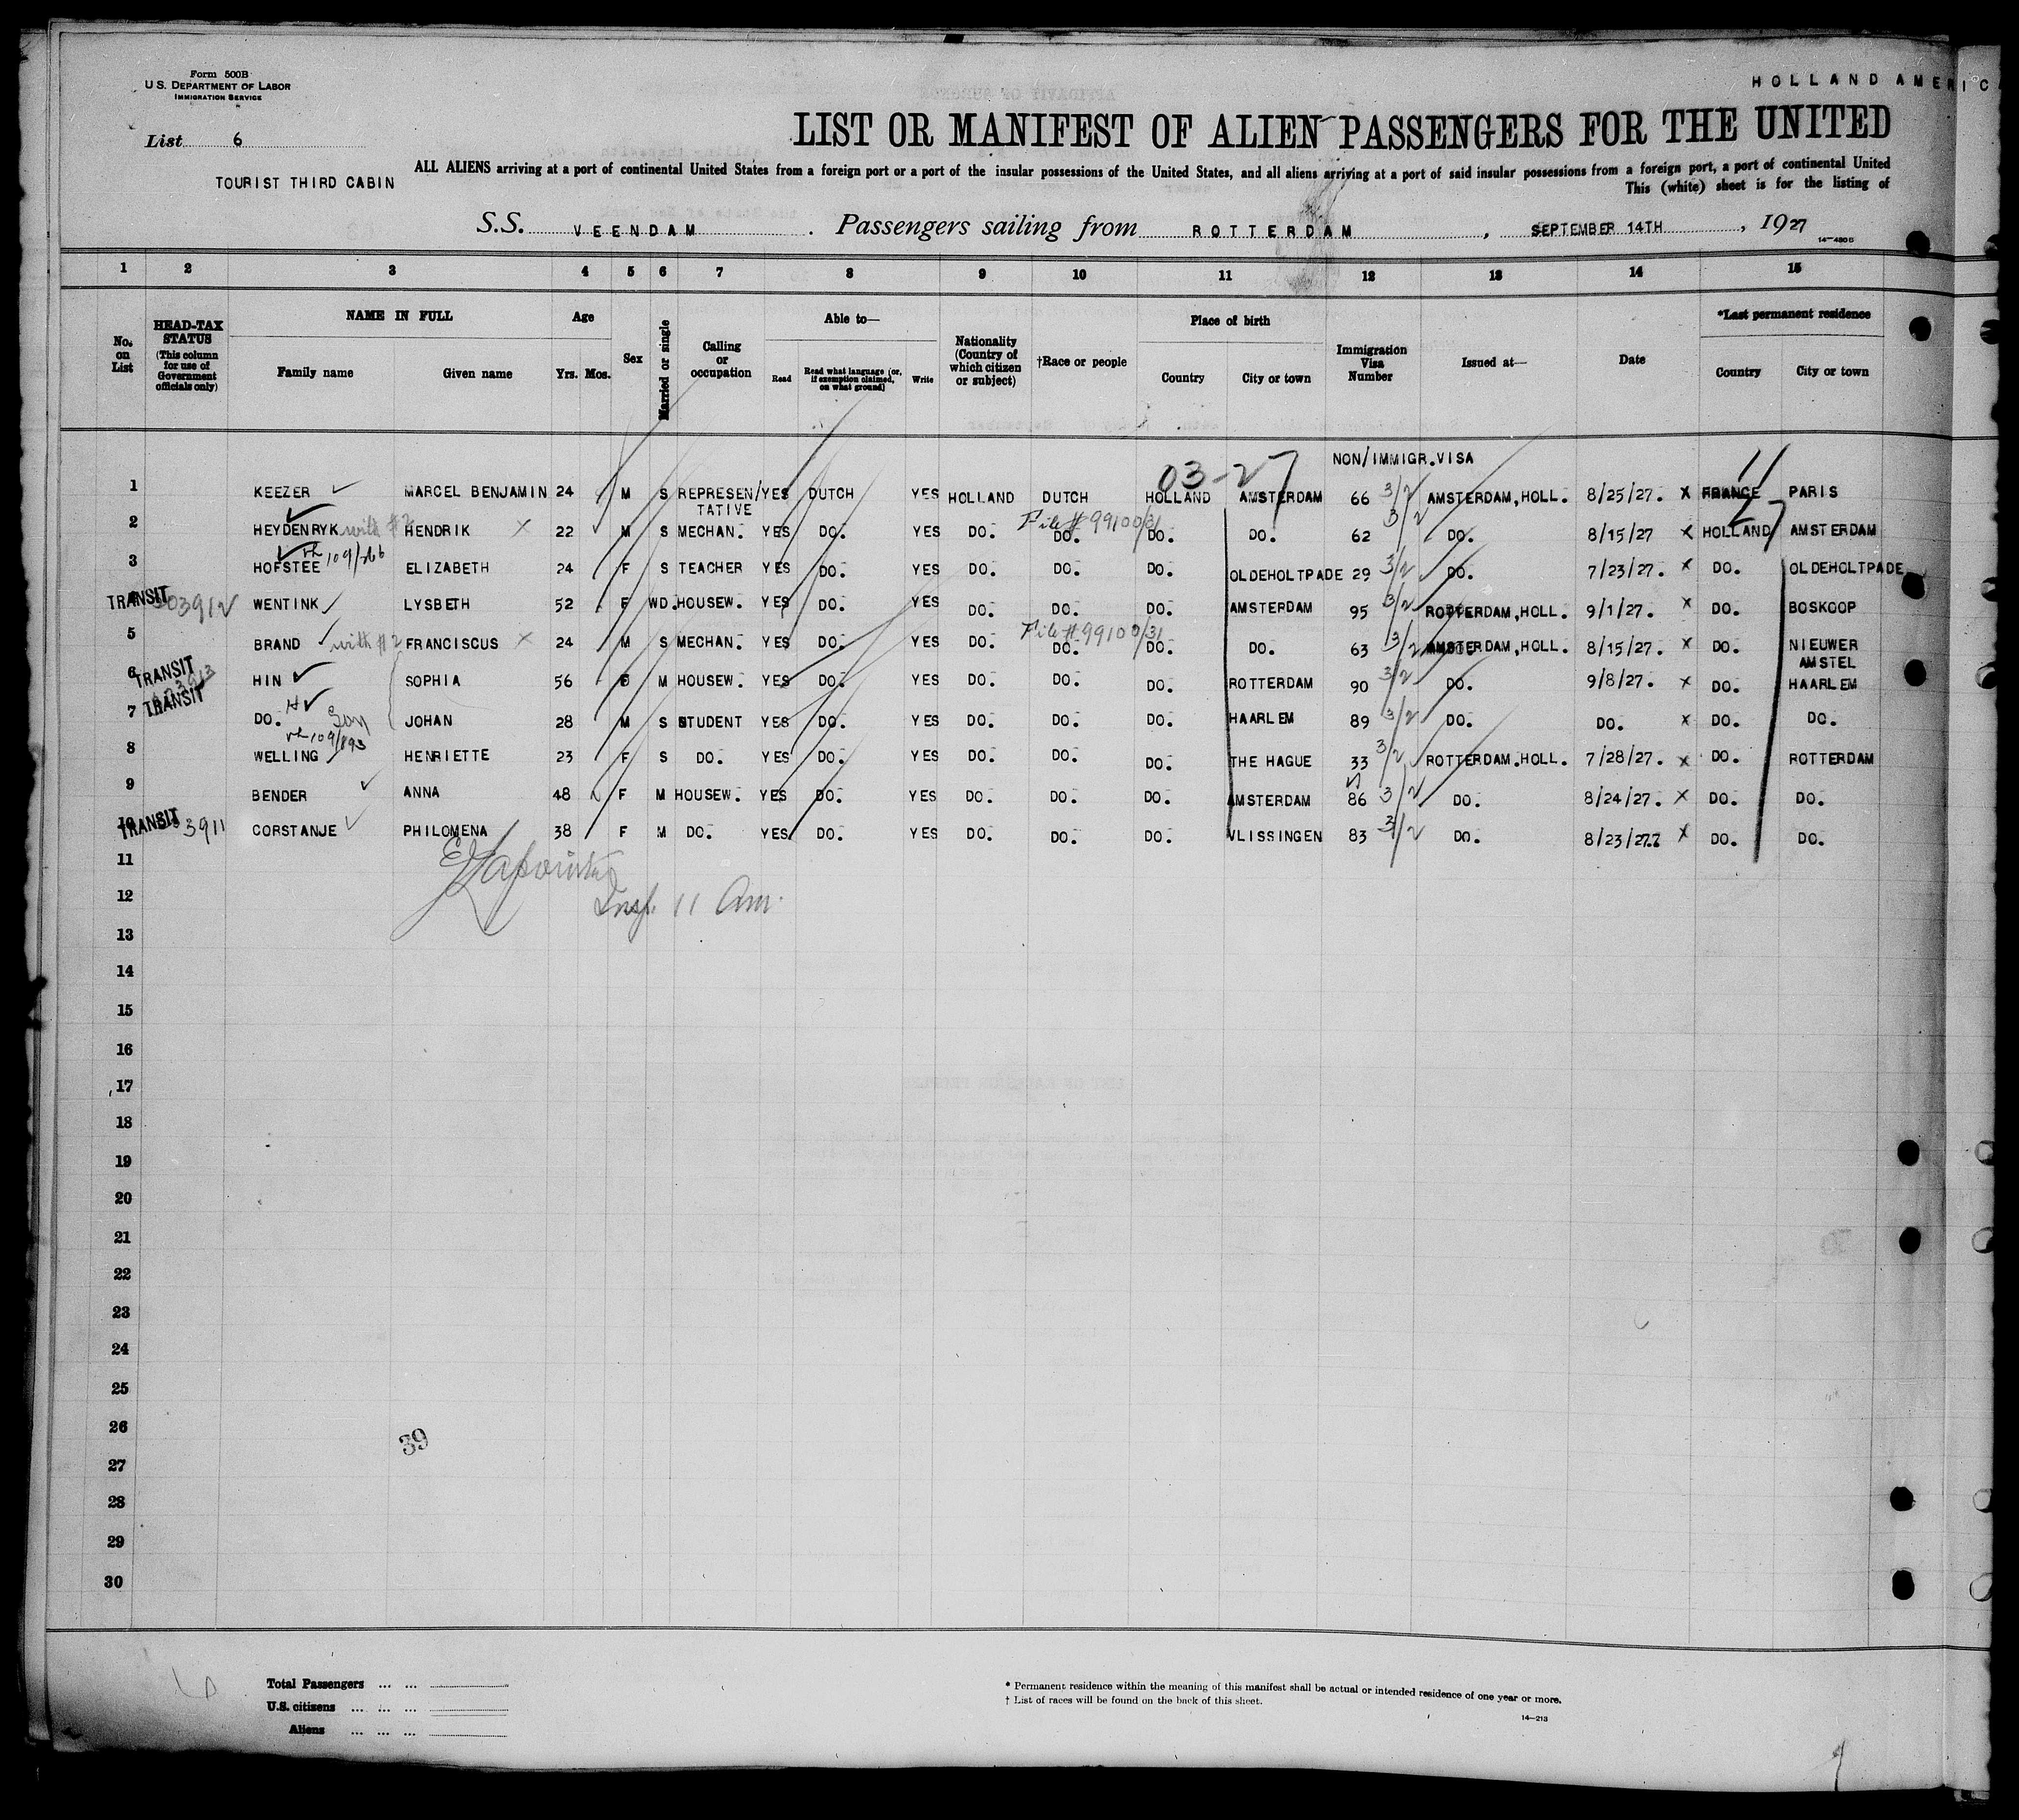 Form 500B
U.S. DEPARTMENT OF LABOR
IMMIGRATION SERVICE
HOLLAND AMERIC
List 6
LIST OR MANIFEST OF ALIEN PASSENGERS FOR THE UNITED
TOURIST THIRD CABIN
ALL ALIENS arriving at a port of continental United States from a foreign port or a port of the insular possessions of the United States, and all aliens arriving at a port of said insular possessions from a foreign port, a port of continental United
This (white) sheet is for the listing of
S.S. VEENDAM. Passengers sailing from ROTTERDAM, SEPTEMBER 14TH, 1927
1 2 3 4 5 6 7 8 9 10 11 12 13 14 15
No. on List
HEAD-TAX STATUS (This column for use of Government officials only)
NAME IN FULL
Family name Given name
Age
Yrs. Mos.
Sex
Married or single
Calling or occupation
Able to—
Read
Read what language (or, if exemption claimed, on what ground)
Write
Nationality (Country of which citizen or subject)
†Race or people
Place of birth
Country City or town
Immigration Visa Number
Issued at—
Date
*Last permanent residence
Country City or town
NON/IMMIGR.VISA
03-27
11
27
1 KEEZER MARCEL BENJAMIN 24 M S REPRESEN/TATIVE YES DUTCH YES HOLLAND DUTCH HOLLAND AMSTERDAM 66 3/2 AMSTERDAM,HOLL. 8/25/27. X FRANCE PARIS
2 HEYDENRYK with #2 HENDRIK X 22 M S MECHAN. YES DO. YES DO. File # 99100/31 DO. DO. DO. 62 3/2 DO. 8/15/27 X HOLLAND AMSTERDAM
3 HOFSTEE 109/266 ELIZABETH 24 F S TEACHER YES DO. YES DO. DO. DO. OLDEHOLTPADE 29 3/2 DO. 7/23/27. X DO. OLDEHOLTPADE
TRANSIT 303912 WENTINK LYSBETH 52 F WD. HOUSEW. YES DO. YES DO. DO. DO. AMSTERDAM 95 3/2 ROTTERDAM,HOLL. 9/1/27. X DO. BOSKOOP
5 BRAND with #2 FRANCISCUS X 24 M S MECHAN. YES DO. YES DO. File # 99100/31 DO. DO. DO. 63 3/2 AMSTERDAM,HOLL. 8/15/27. X DO. NIEUWER AMSTEL
6 TRANSIT HIN SOPHIA 56 M HOUSEW. YES DO. YES DO. DO. DO. ROTTERDAM 90 3/2 DO. 9/8/27. X DO. HAARLEM
7 TRANSIT DO. Son JOHAN 28 M S STUDENT YES DO. YES DO. DO. DO. HAARLEM 89 3/2 DO. DO. X DO. DO.
8 WELLING 109/893 HENRIETTE 23 F S DO. YES DO. YES DO. DO. DO. THE HAGUE 33 3/2 ROTTERDAM.HOLL. 7/28/27. X DO. ROTTERDAM
9 BENDER ANNA 48 F M HOUSEW. YES DO. YES DO. DO. DO. AMSTERDAM 86 3/2 DO. 8/24/27. X DO. DO.
10 TRANSIT 3911 CORSTANJE PHILOMENA 38 F M DO. YES DO. YES DO. DO. DO. VLISSINGEN 83 3/2 DO. 8/23/27 X DO. DO.
11
12 Insp. 11 Am.
13
14
15
16
17
18
19
20
21
22
23
24
25
26
39
27
28
29
30
Total Passengers ... ...
U.S. citizens ... ... ...
Aliens ... ... ...
* Permanent residence within the meaning of this manifest shall be actual or intended residence of one year or more.
† List of races will be found on the back of this sheet.
14—213